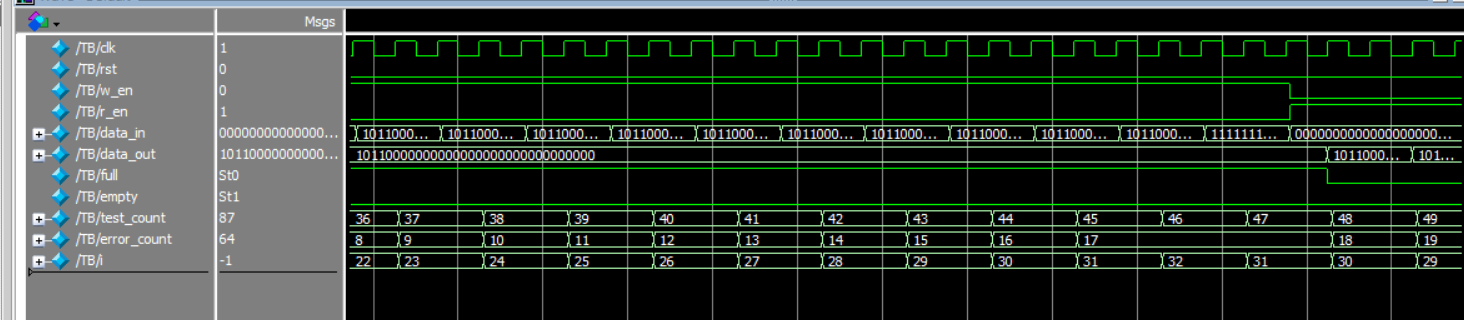 Msgs
/TB/clk 1
/TB/rst 0
/TB/w_en 0
/TB/r_en 1
/TB/data_in 00000000000000... 1011000... 1011000... 1011000... 1011000... 1011000... 1011000... 1011000... 1011000... 1011000... 1011000... 1111111... 0000000000000000000...
/TB/data_out 10110000000000... 10110000000000000000000000000000 1011000... 101...
/TB/full St0
/TB/empty St1
/TB/test_count 87 36 37 38 39 40 41 42 43 44 45 46 47 48 49
/TB/error_count 64 8 9 10 11 12 13 14 15 16 17 18 19
/TB/i -1 22 23 24 25 26 27 28 29 30 31 32 31 30 29